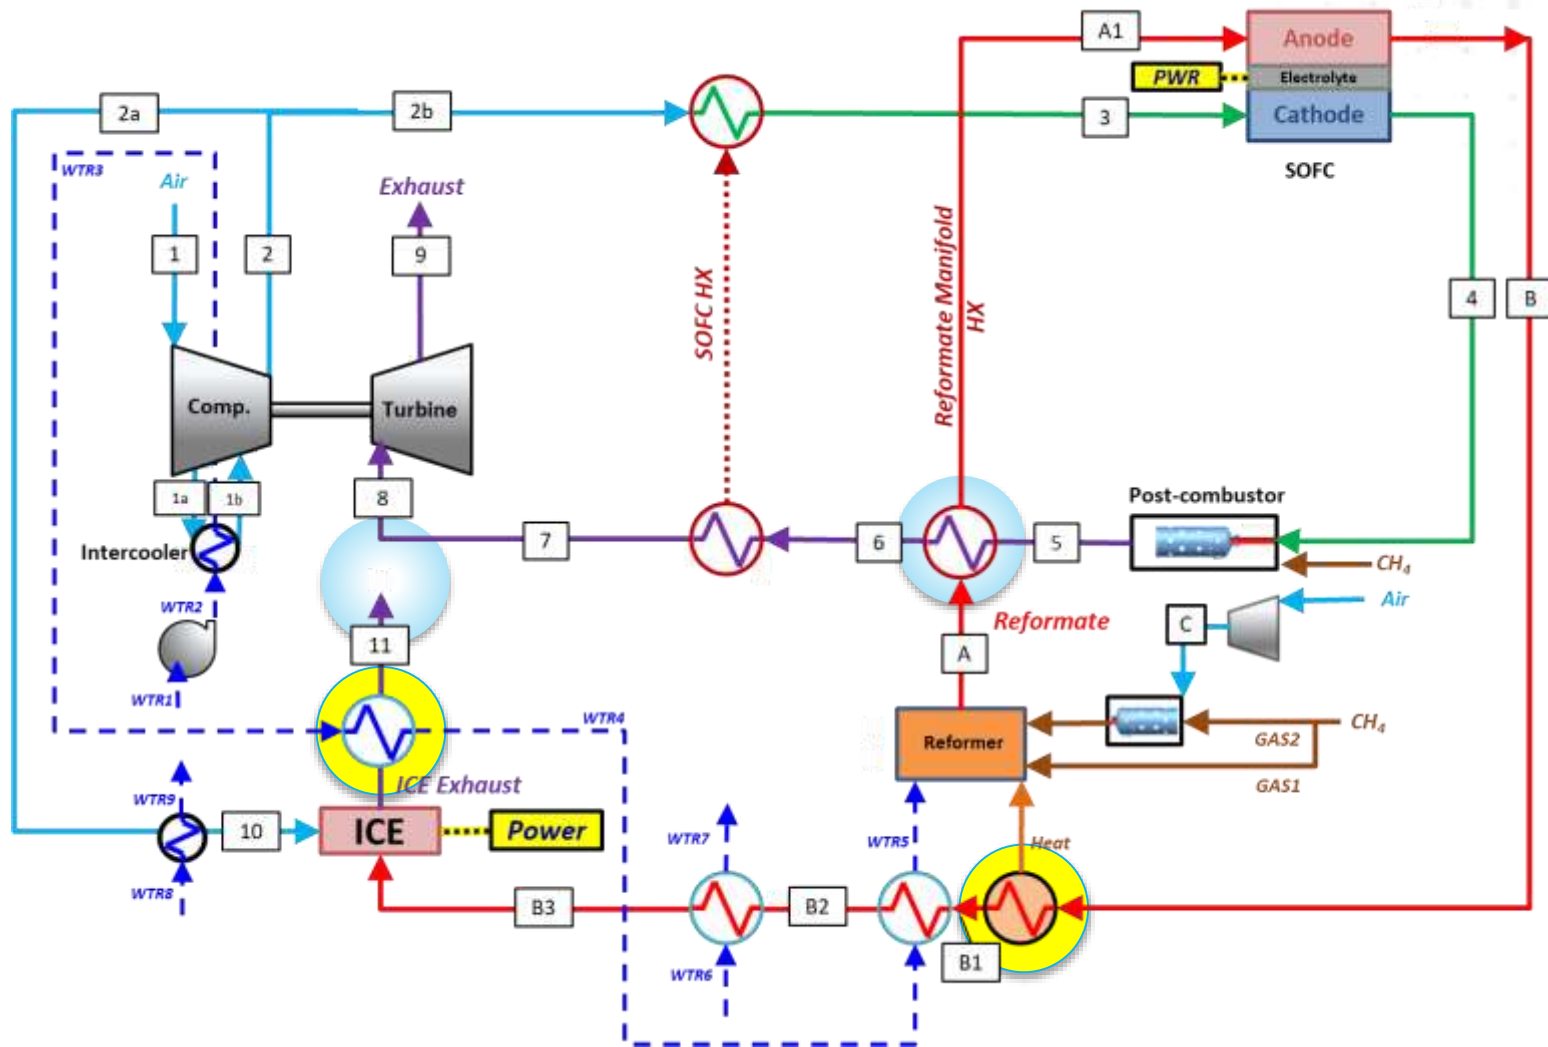 A1
Anode
PWR
Electrolyte
2a
2b
3
Cathode
SOFC
WTR3
Air
Exhaust
1
2
9
SOFC HX
Reformate Manifold
HX
4
B
Comp.
Turbine
1a
1b
8
Post-combustor
Intercooler
7
6
5
CH4
WTR2
Air
11
Reformate
C
A
WTR1
WTR4
CH4
Reformer
GAS2
ICE Exhaust
GAS1
WTR9
10
ICE
Power
WTR7
WTR5
Heat
WTR8
B3
B2
WTR6
B1